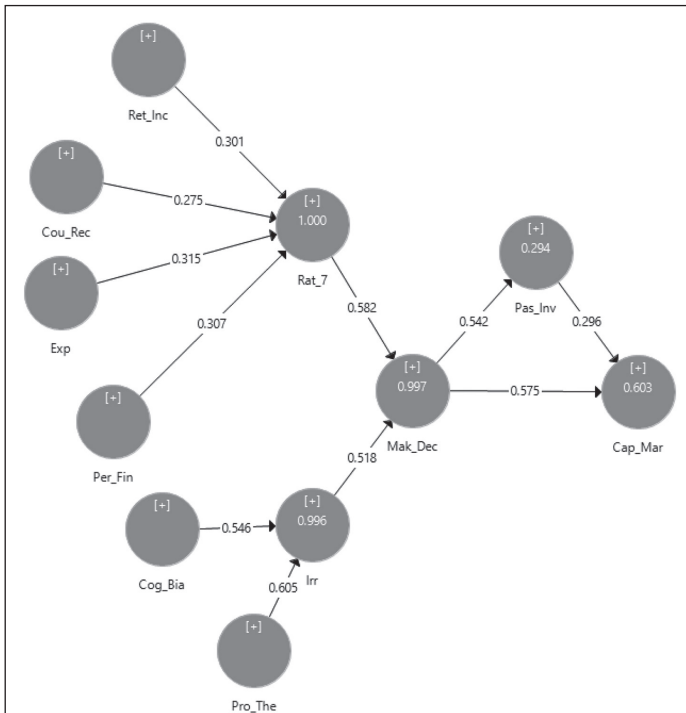 [+]
Ret_Inc
0.301
[+]
Cou_Rec
0.275
[+]
Exp
0.315
[+]
1.000
Rat_7
0.307
[+]
Per_Fin
0.582
[+]
0.294
Pas_Inv
0.542
0.296
[+]
0.997
Mak_Dec
0.575
[+]
0.603
Cap_Mar
0.518
[+]
Cog_Bia
0.546
[+]
0.996
Irr
0.605
[+]
Pro_The